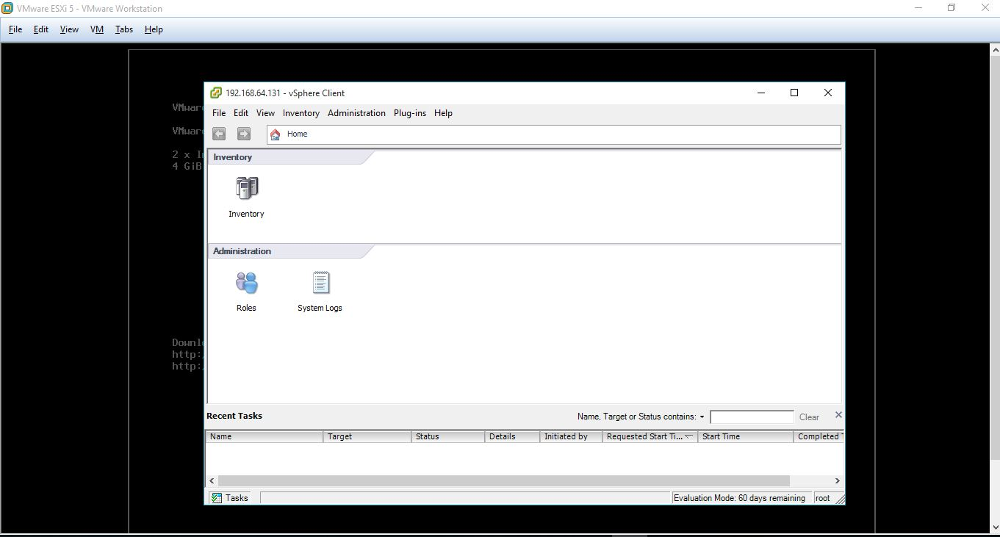 VMware ESXi 5 - VMware Workstation
File Edit View VM Tabs Help
192.168.64.131 - vSphere Client
File Edit View Inventory Administration Plug-ins Help
Home
Inventory
Inventory
Administration
Roles System Logs
VMware
VMware
2 x
4 GiB
http:/
http:/
Recent Tasks Name, Target or Status contains: Clear
Name Target Status Details Initiated by Requested Start Ti... Start Time Completed
Tasks Evaluation Mode: 60 days remaining root